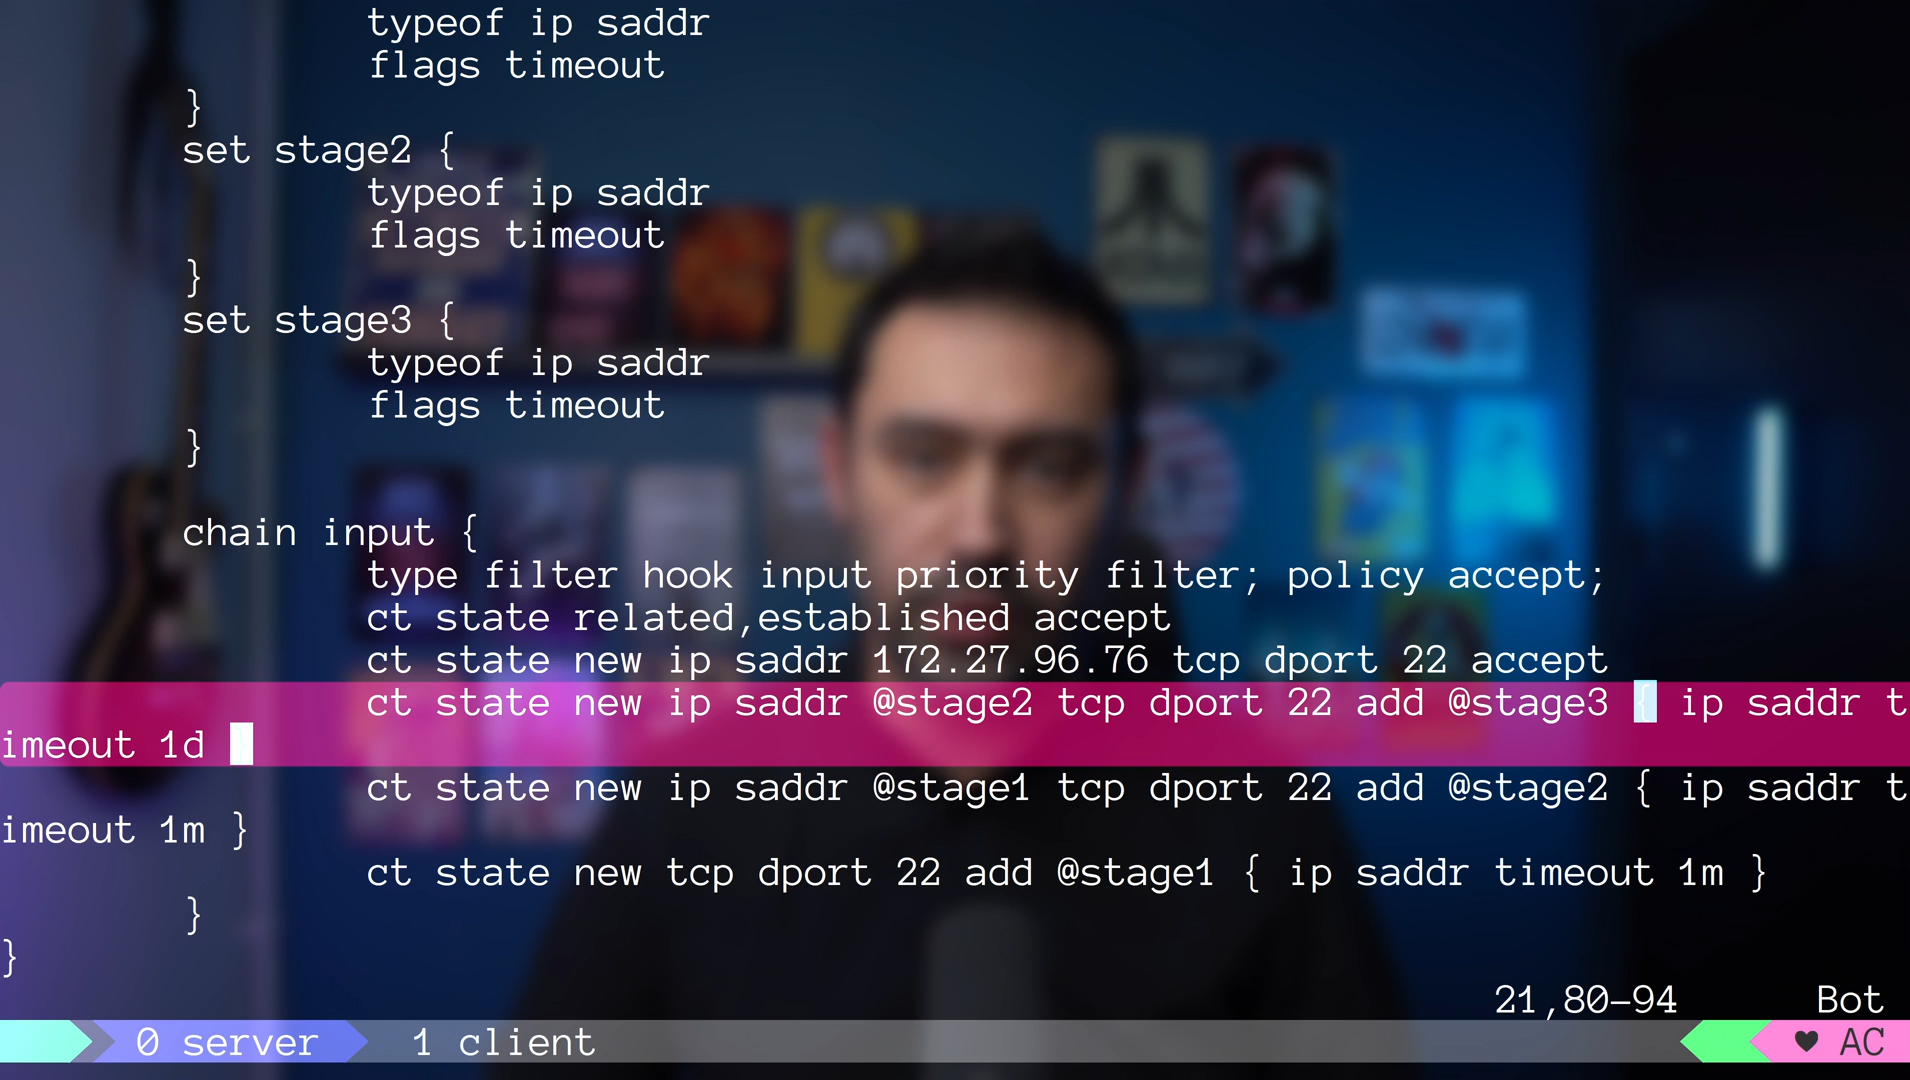 typeof ip saddr
flags timeout
}
set stage2 {
typeof ip saddr
flags timeout
}
set stage3 {
typeof ip saddr
flags timeout
}
chain input {
type filter hook input priority filter; policy accept;
ct state related,established accept
ct state new ip saddr 172.27.96.76 tcp dport 22 accept
ct state new ip saddr @stage2 tcp dport 22 add @stage3 { ip saddr t
imeout 1d
ct state new ip saddr @stage1 tcp dport 22 add @stage2 { ip saddr t
imeout 1m }
ct state new tcp dport 22 add @stage1 { ip saddr timeout 1m }
}
}
21,80-94 Bot
0 server 1 client ♥ AC